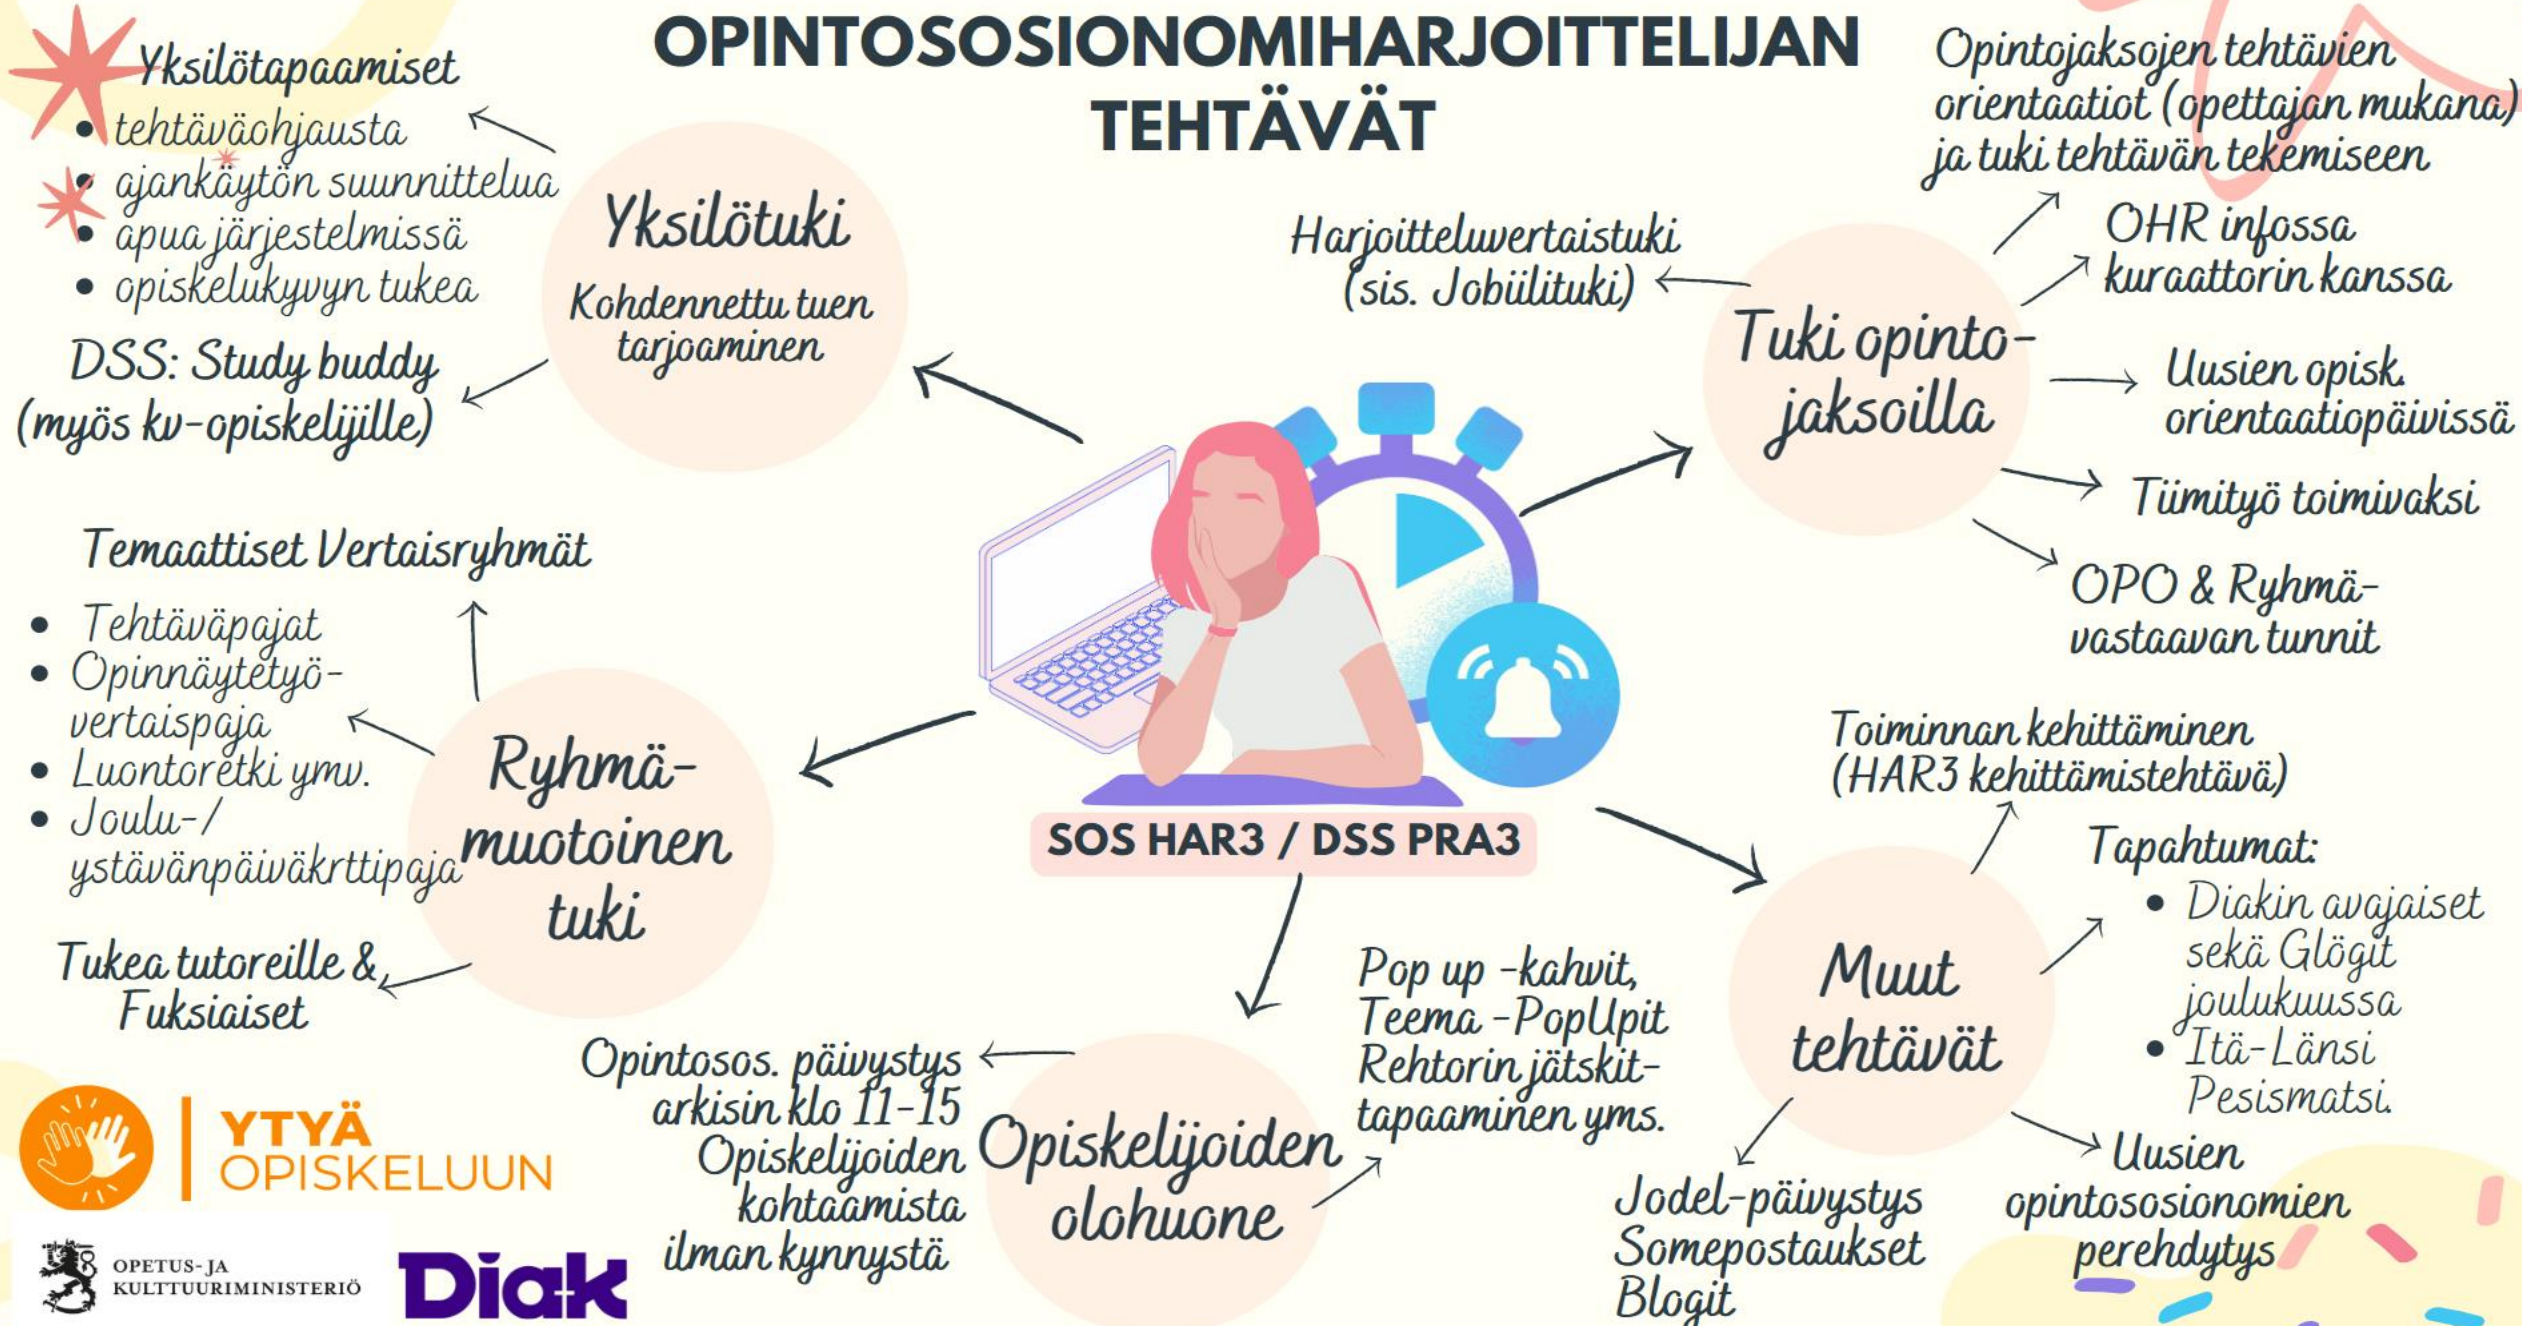 OPINTOSOSIONOMIHARJOITTELIJAN
TEHTÄVÄT
Yksilötuki
Kohdennettu tuen
tarjoaminen
Yksilötapaamiset
• tehtäväohjausta
• ajankäytön suunnittelua
• apua järjestelmissä
• opiskelukyvyn tukea
DSS: Study buddy
(myös kv-opiskelijille)
Tuki opinto-
jaksoilla
Harjoitteluvertaistuki
(sis. Jobiilituki)
Opintojaksojen tehtävien
orientaatiot (opettajan mukana)
ja tuki tehtävän tekemiseen
OHR infossa
kuraattorin kanssa
Uusien opisk.
orientaatiopäivissä
Tiimityö toimivaksi
OPO & Ryhmä-
vastaavan tunnit
Ryhmä-
muotoinen
tuki
Temaattiset Vertaisryhmät
• Tehtäväpajat
• Opinnäytetyö-
vertaispaja
• Luontoretki ymv.
• Joulu-/
ystävänpäiväkrttipaja
Tukea tutoreille &
Fuksiaiset
SOS HAR3 / DSS PRA3
Opiskelijoiden
olohuone
Opintosos. päivystys
arkisin klo 11-15
Opiskelijoiden
kohtaamista
ilman kynnystä
Pop up -kahvit,
Teema -PopUpit
Rehtorin jätskit-
tapaaminen yms.
Muut
tehtävät
Toiminnan kehittäminen
(HAR3 kehittämistehtävä)
Tapahtumat:
• Diakin avajaiset
sekä Glögit
joulukuussa
• Itä-Länsi
Pesismatsi.
Uusien
opintososionomien
perehdytys
Jodel-päivystys
Somepostaukset
Blogit
YTYÄ
OPISKELUUN
OPETUS- JA
KULTTUURIMINISTERIÖ
Diak